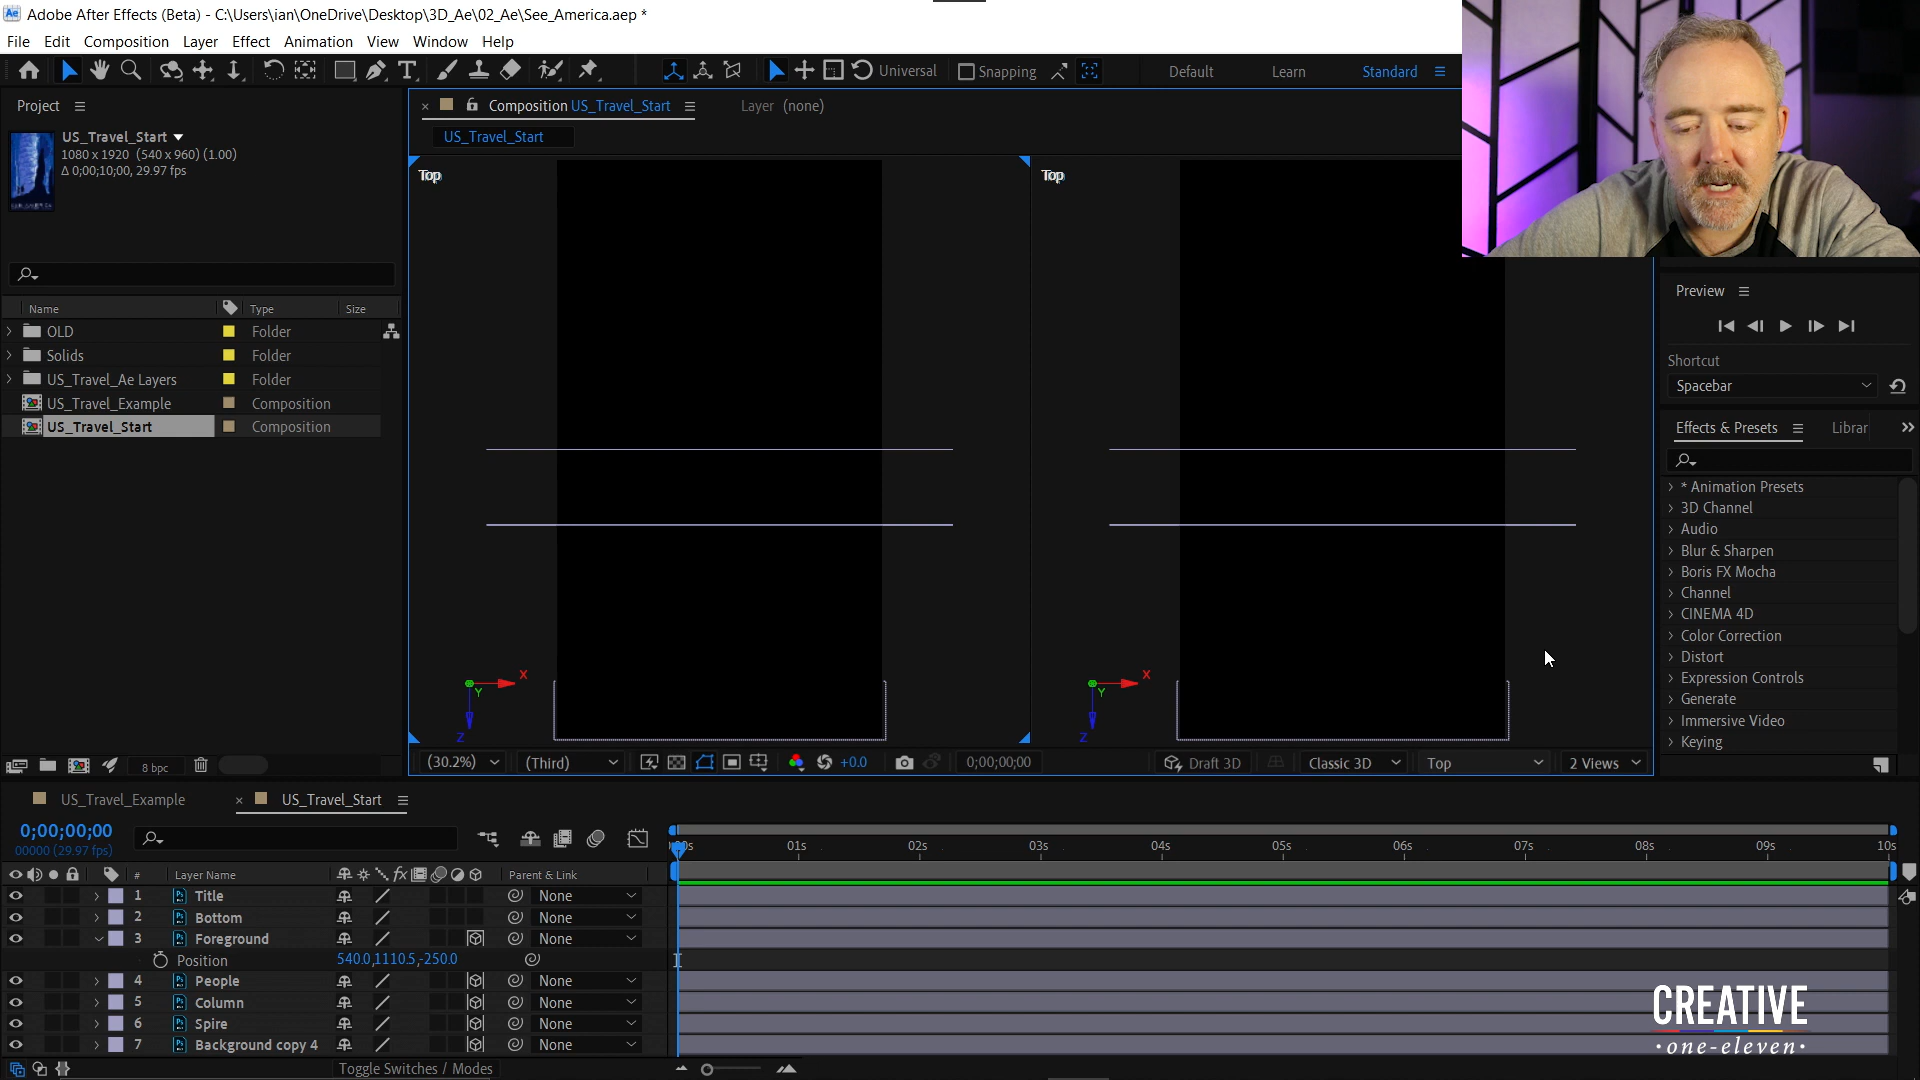 Adobe After Effects (Beta) - C:\Users\ian\OneDrive\Desktop\3D_Ae\02_Ae\See_America.aep *
File Edit Composition Layer Effect Animation View Window Help
Universal Snapping Default Learn Standard
Project
Composition US_Travel_Start
Layer (none)
US_Travel_Start
1080 x 1920 (540 x 960) (1.00)
Δ 0;00;10;00, 29.97 fps
US_Travel_Start
Top
Top
Name Type Size
OLD Folder
Solids Folder
US_Travel_Ae Layers Folder
US_Travel_Example Composition
US_Travel_Start Composition
X
Y
Z
X
Y
Z
8 bpc
(30.2%) (Third) +0.0 0;00;00;00 Draft 3D Classic 3D Top 2 Views
Preview
Shortcut
Spacebar
Effects & Presets Librar
* Animation Presets
3D Channel
Audio
Blur & Sharpen
Boris FX Mocha
Channel
CINEMA 4D
Color Correction
Distort
Expression Controls
Generate
Immersive Video
Keying
US_Travel_Example US_Travel_Start
0;00;00;00
00000 (29.97 fps)
01s 02s 03s 04s 05s 06s 07s 08s 09s 10s
# Layer Name fx Parent & Link
1 Ps Title None
2 Ps Bottom None
3 Ps Foreground None
Position 540.0,1110.5,-250.0
4 Ps People None
5 Ps Column None
6 Ps Spire None
7 Ps Background copy 4 None
Toggle Switches / Modes
CREATIVE
·one-eleven·